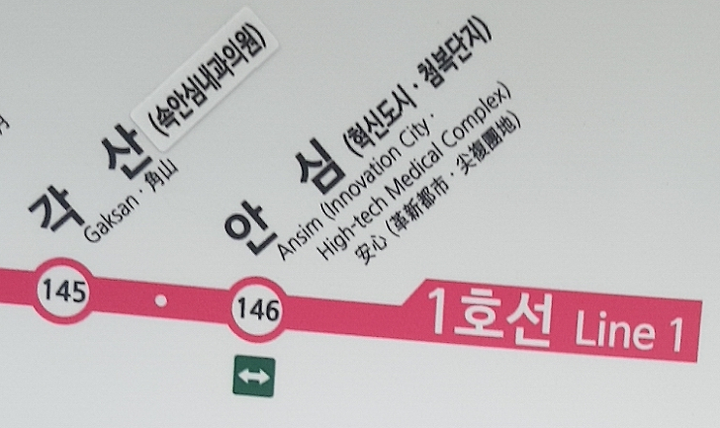 각산 (속안심내과의원)
Gaksan · 角山
안심 (혁신도시 · 첨복단지)
Ansim (Innovation City ·
High-tech Medical Complex)
安心 (革新都市 · 尖複團地)
145
146
1호선 Line 1